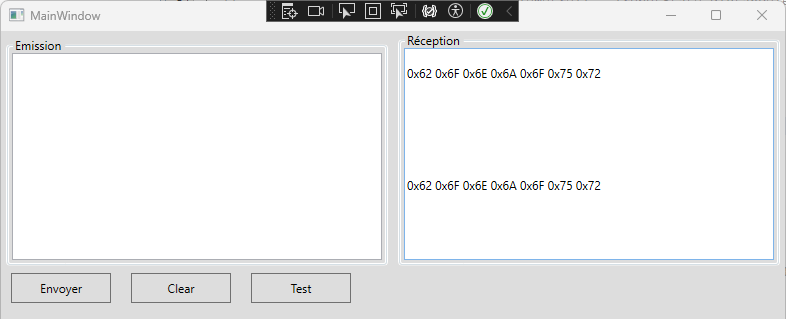 MainWindow
Emission
Réception
0x62 0x6F 0x6E 0x6A 0x6F 0x75 0x72
0x62 0x6F 0x6E 0x6A 0x6F 0x75 0x72
Envoyer
Clear
Test